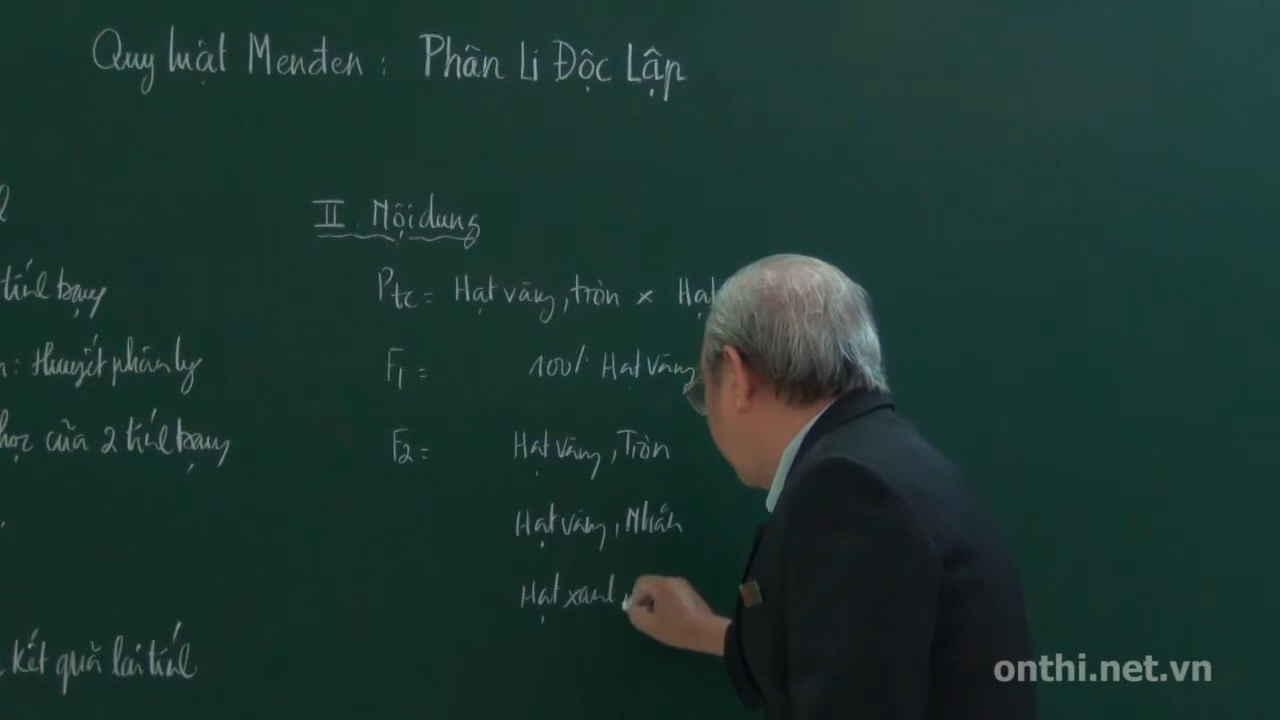 Quy luật Menđen: Phân Li Độc Lập
tính trạng
n: thuyết phân ly
học của 2 tính trạng
kết quả lai tính
II. Nội dung
Ptc = Hạt vàng, tròn × Hạt
F1 = 100% Hạt vàng
F2 = Hạt vàng, Tròn
Hạt vàng, Nhăn
Hạt xanh,
onthi.net.vn